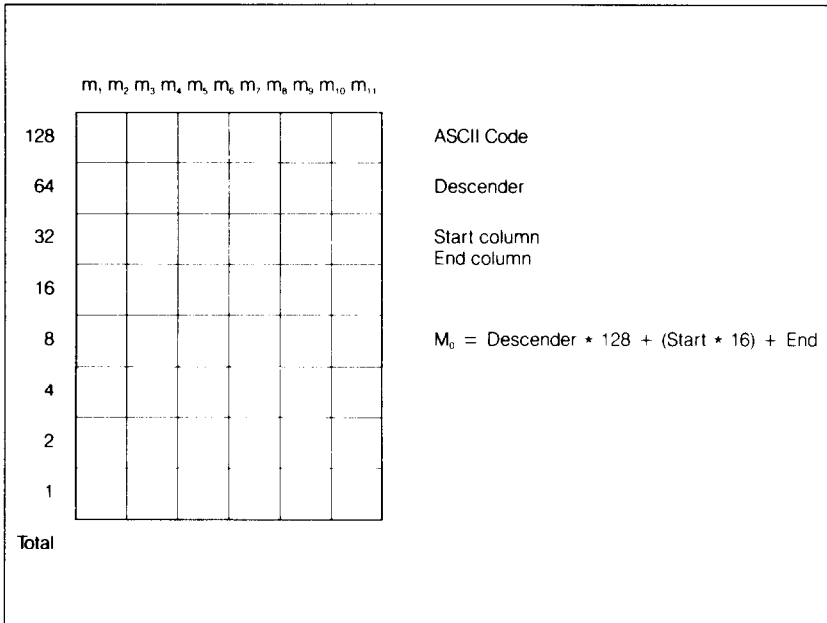 m₁ m₂ m₃ m₄ m₅ m₆ m₇ m₈ m₉ m₁₀ m₁₁
128
64
32
16
8
4
2
1
Total
ASCII Code
Descender
Start column
End column
M₀ = Descender * 128 + (Start * 16) + End